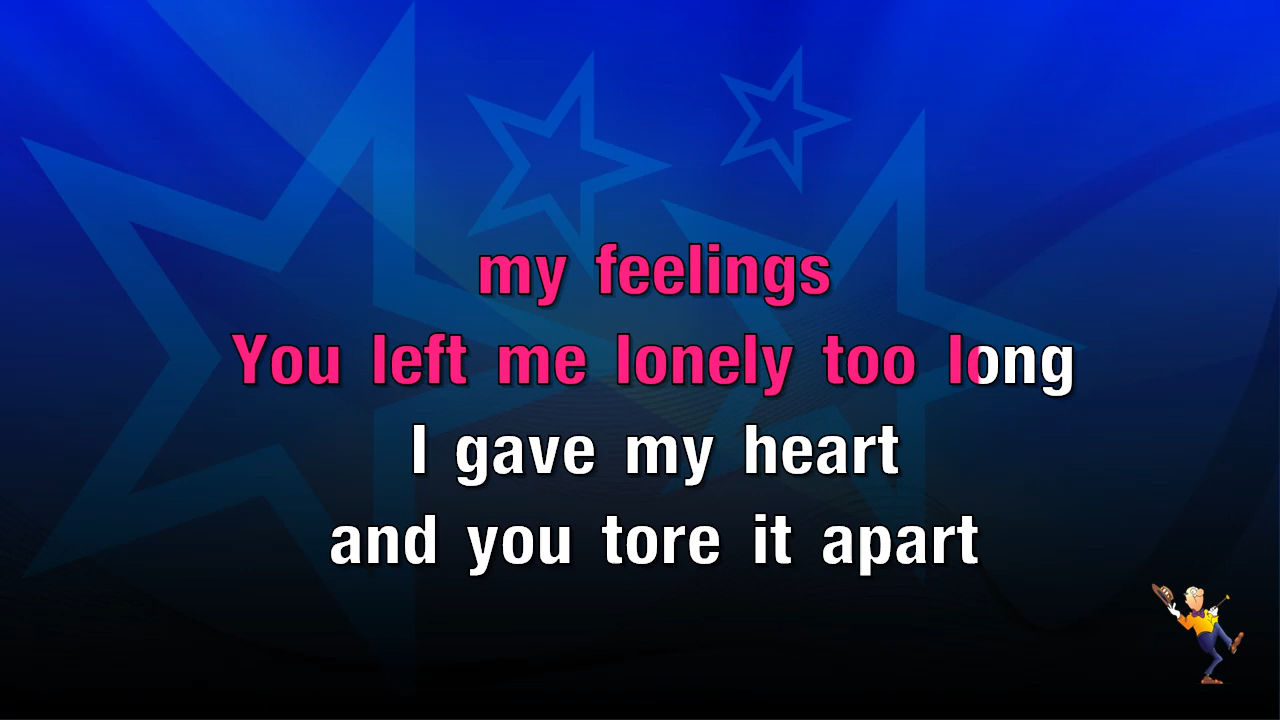 my feelings
You left me lonely too long
I gave my heart
and you tore it apart